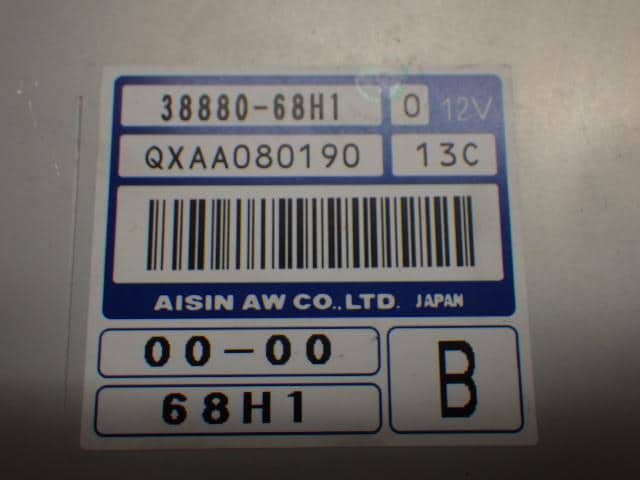 38880-68H1 0 12V
QXAA080190 13C
AISIN AW CO.,LTD. JAPAN
00-00
68H1
B